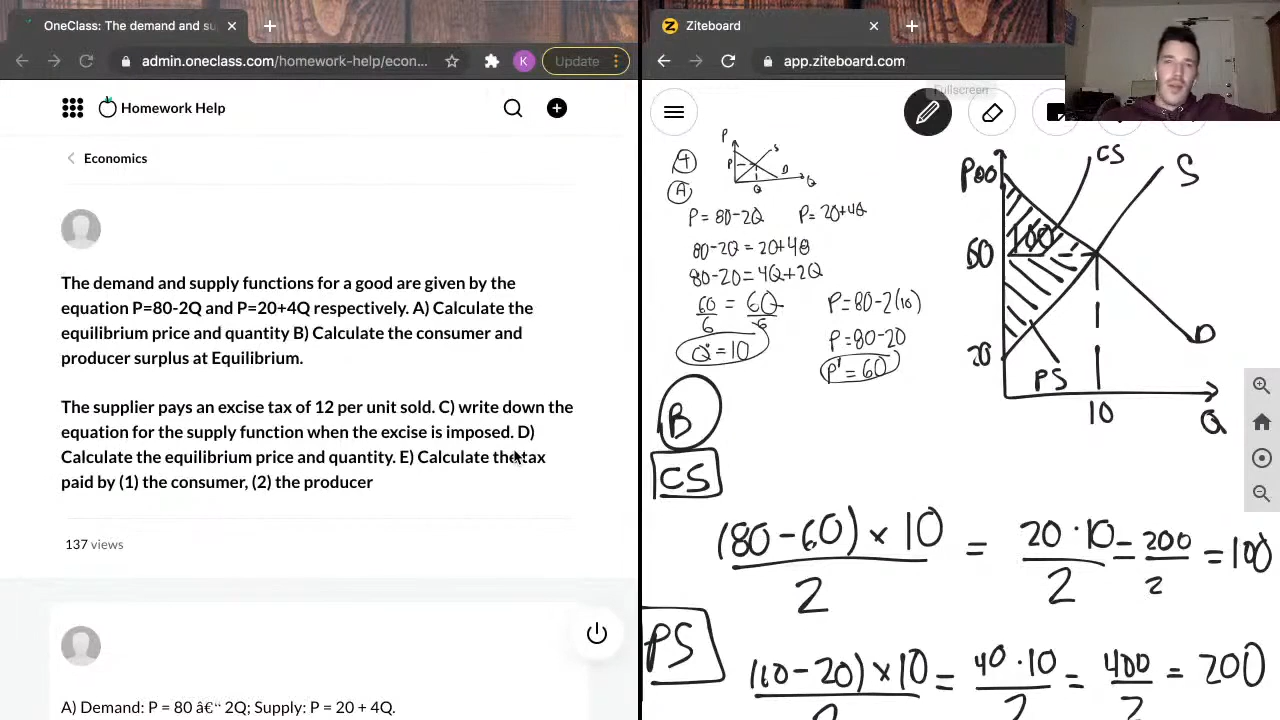 OneClass: The demand and su
Ziteboard
admin.oneclass.com/homework-help/econ...
K
Update
app.ziteboard.com
Fullscreen
Homework Help
Economics
The demand and supply functions for a good are given by the
equation P=80-2Q and P=20+4Q respectively. A) Calculate the
equilibrium price and quantity B) Calculate the consumer and
producer surplus at Equilibrium.
The supplier pays an excise tax of 12 per unit sold. C) write down the
equation for the supply function when the excise is imposed. D)
Calculate the equilibrium price and quantity. E) Calculate the tax
paid by (1) the consumer, (2) the producer
137 views
A) Demand: P = 80 â€“ 2Q; Supply: P = 20 + 4Q.
P
S
P
D
Q
Q
A
P = 80-2Q P = 20+4Q
80-2Q = 20+4Q
80-20 = 4Q+2Q
60/6 = 6Q/6
Q* = 10
P=80-2(10)
P=80-20
P* = 60
P
80
CS
S
100
60
20
PS
D
10
Q
B
CS
(80-60) × 10 / 2 = 20 · 10 / 2 = 200 / 2 = 100
PS
(60-20) × 10 / 2 = 40 · 10 / 2 = 400 / 2 = 200